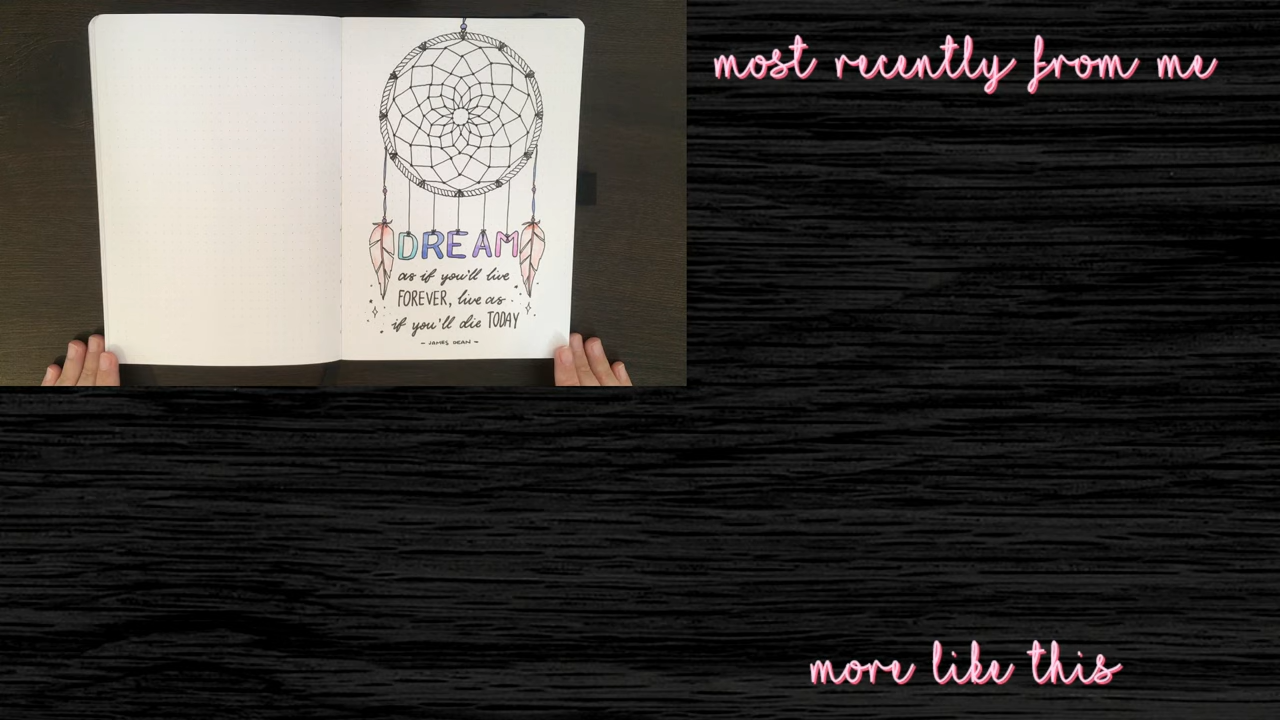 most recently from me
DREAM
as if you'll live
FOREVER, live as
if you'll die TODAY
- JAMES DEAN -
more like this